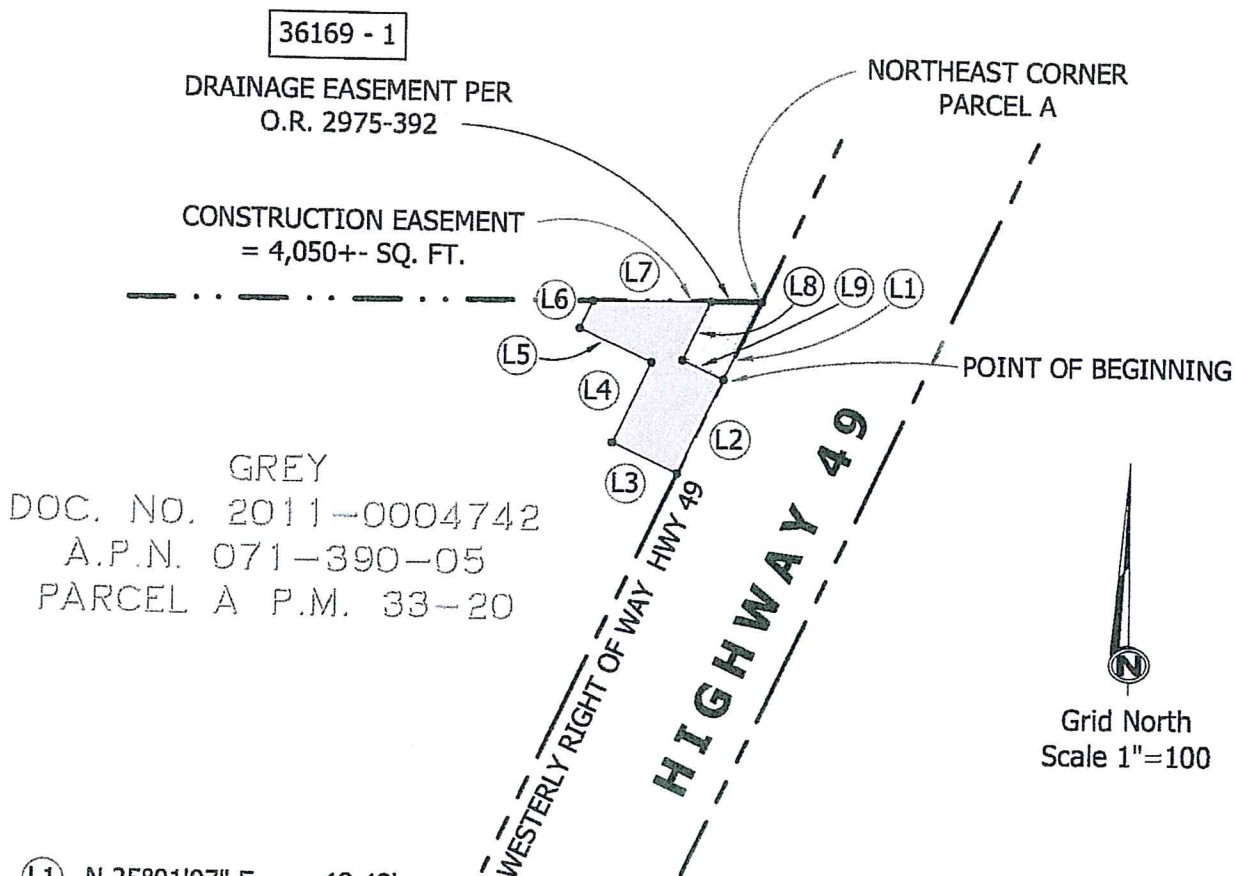 36169 - 1
DRAINAGE EASEMENT PER
O.R. 2975-392
NORTHEAST CORNER
PARCEL A
CONSTRUCTION EASEMENT
= 4,050+- SQ. FT.
L7
L6
L8
L9
L1
L5
L4
POINT OF BEGINNING
L2
L3
GREY
DOC. NO. 2011-0004742
A.P.N. 071-390-05
PARCEL A P.M. 33-20
WESTERLY RIGHT OF WAY HWY 49
HIGHWAY 49
N
Grid North
Scale 1"=100
L1